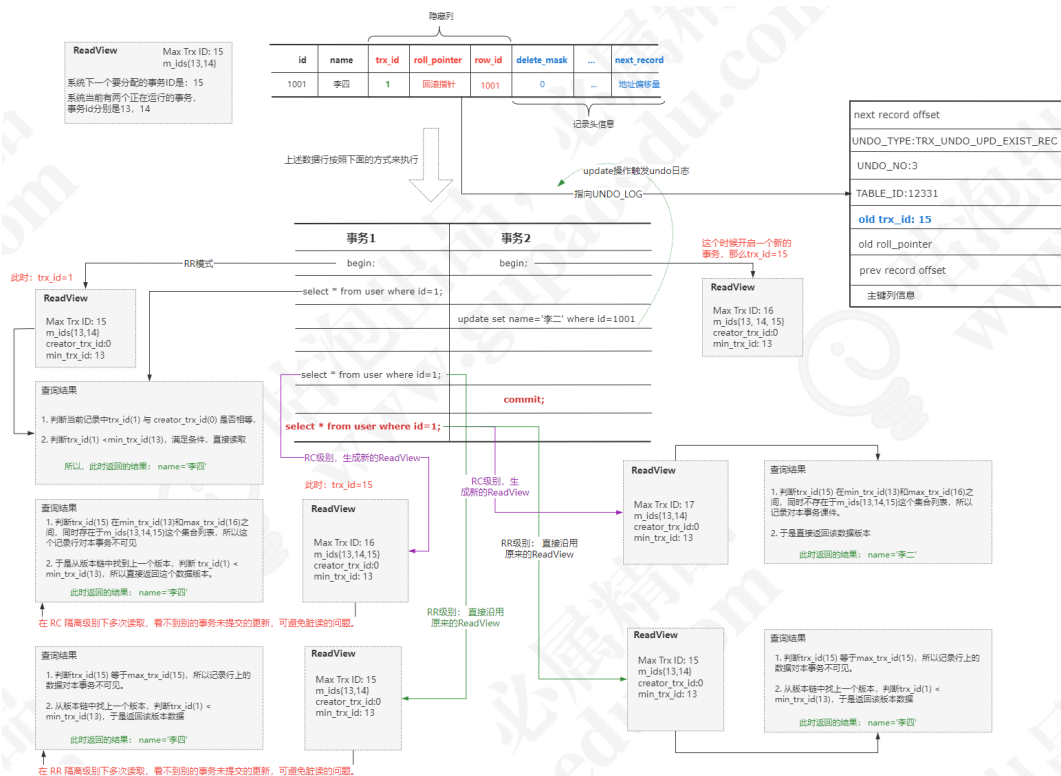 隐藏列
ReadView
Max Trx ID: 15
m_ids{13,14}
系统下一个要分配的事务ID是：15
系统当前有两个正在运行的事务，
事务id分别是13，14
id name trx_id roll_pointer row_id delete_mask ... next_record
1001 李四 1 回滚指针 1001 0 ... 地址偏移量
记录头信息
上述数据行按照下面的方式来执行
update操作触发undo日志
指向UNDO_LOG
next record offset
UNDO_TYPE:TRX_UNDO_UPD_EXIST_REC
UNDO_NO:3
TABLE_ID:12331
old trx_id: 15
old roll_pointer
prev record offset
主键列信息
事务1 事务2
begin; begin;
select * from user where id=1;
update set name='李二' where id=1001
select * from user where id=1;
commit;
select * from user where id=1;
RR模式
此时：trx_id=1
ReadView
Max Trx ID: 15
m_ids{13,14}
creator_trx_id:0
min_trx_id: 13
这个时候开启一个新的
事务，那么trx_id=15
ReadView
Max Trx ID: 16
m_ids{13, 14, 15}
creator_trx_id:0
min_trx_id: 13
查询结果
1. 判断当前记录中trx_id(1) 与 creator_trx_id(0) 是否相等，
2. 判断trx_id(1) <min_trx_id(13)，满足条件，直接读取
所以，此时返回的结果： name='李四'
RC级别，生成新的ReadView
此时：trx_id=15
RC级别，生
成新的ReadView
查询结果
1. 判断trx_id(15) 在min_trx_id(13)和max_trx_id(16)之
间，同时存在于m_ids{13,14,15}这个集合列表，所以这
个记录行对本事务不可见
2. 于是从版本链中找到上一个版本，判断 trx_id(1) <
min_trx_id(13)，所以直接返回这个数据版本。
此时返回的结果： name='李四'
ReadView
Max Trx ID: 16
m_ids{13,14,15}
creator_trx_id:0
min_trx_id: 13
在 RC 隔离级别下多次读取，看不到别的事务未提交的更新，可避免脏读的问题。
ReadView
Max Trx ID: 17
m_ids{13,14}
creator_trx_id:0
min_trx_id: 13
查询结果
1. 判断trx_id(15) 在min_trx_id(13)和max_trx_id(16)之
间，同时不存在于m_ids{13,14,15}这个集合列表，所以
记录对本事务课件。
2. 于是直接返回该数据版本
此时返回的结果： name='李二'
RR级别： 直接沿用
原来的ReadView
RR级别： 直接沿用
原来的ReadView
查询结果
1. 判断trx_id(15) 等于max_trx_id(15)，所以记录行上的
数据对本事务不可见。
2. 从版本链中找上一个版本，判断trx_id(1) <
min_trx_id(13)，于是返回该版本数据
此时返回的结果： name='李四'
ReadView
Max Trx ID: 15
m_ids{13,14}
creator_trx_id:0
min_trx_id: 13
在 RR 隔离级别下多次读取，看不到别的事务未提交的更新，可避免脏读的问题。
ReadView
Max Trx ID: 15
m_ids{13,14}
creator_trx_id:0
min_trx_id: 13
查询结果
1. 判断trx_id(15) 等于max_trx_id(15)，所以记录行上的
数据对本事务不可见。
2. 从版本链中找上一个版本，判断trx_id(1) <
min_trx_id(13)，于是返回该版本数据
此时返回的结果： name='李四'